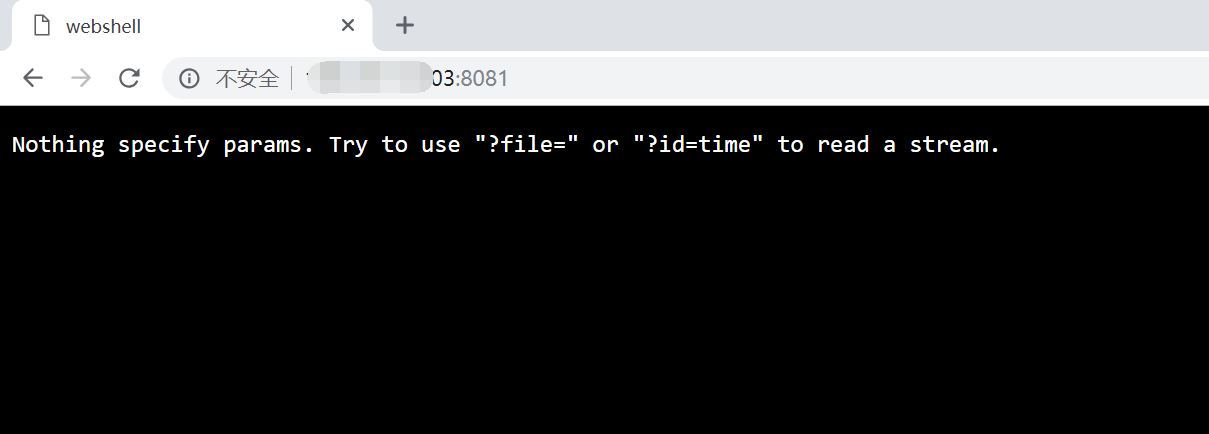 webshell
不安全 03:8081
Nothing specify params. Try to use "?file=" or "?id=time" to read a stream.